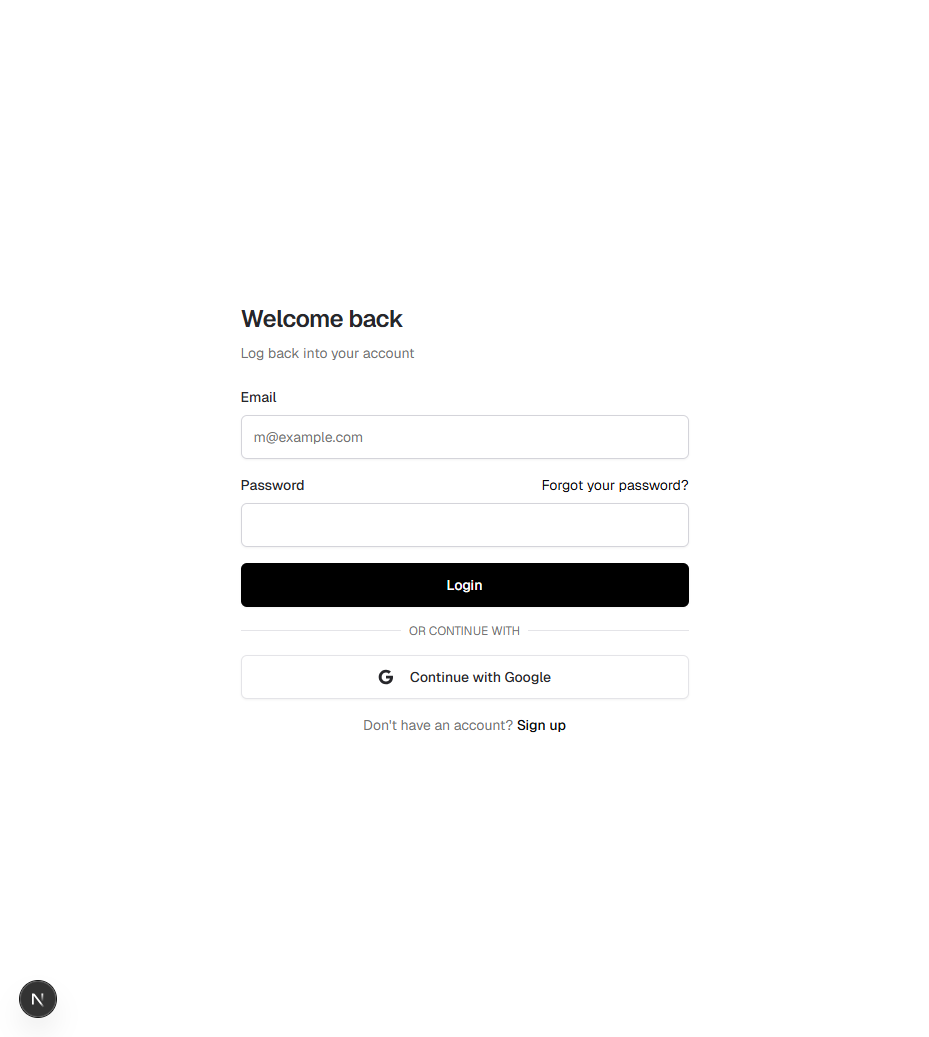 Welcome back
Log back into your account
Email
m@example.com
Password Forgot your password?
Login
OR CONTINUE WITH
G Continue with Google
Don't have an account? Sign up
N